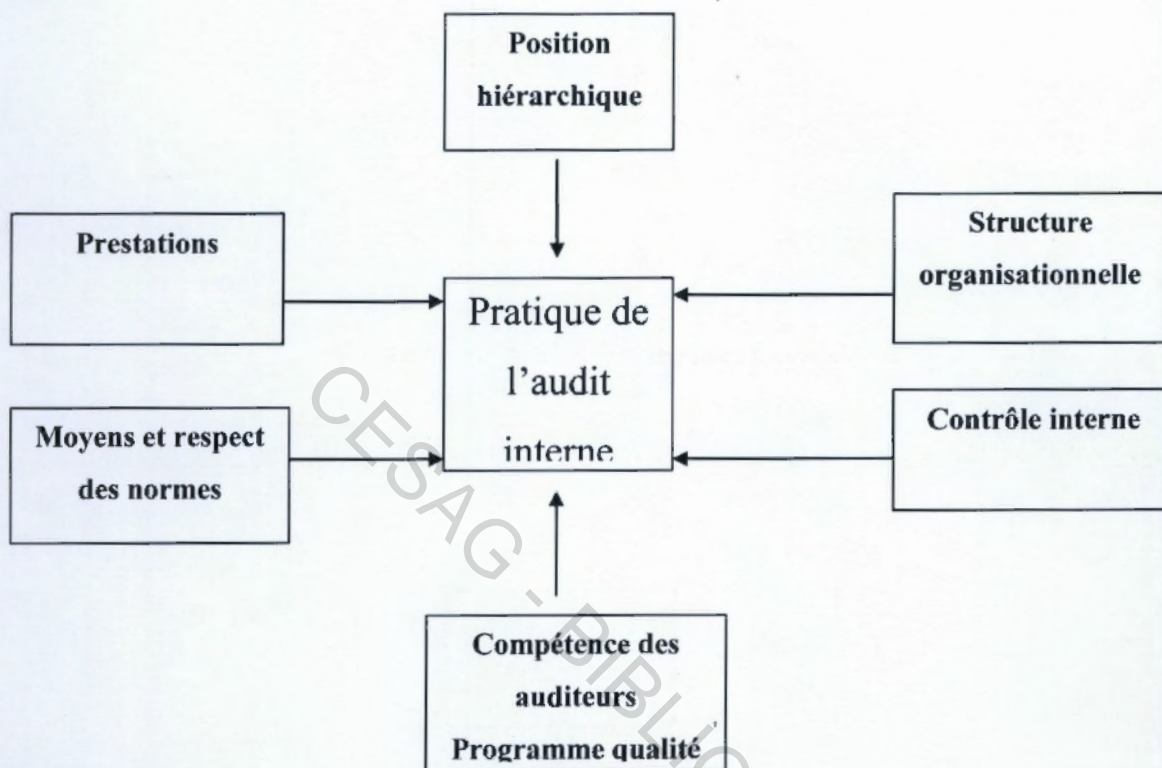 Position
hiérarchique
Prestations
Structure
organisationnelle
Pratique de
l'audit
interne
Moyens et respect
des normes
Contrôle interne
Compétence des
auditeurs
Programme qualité
CESAG - BIBLIO